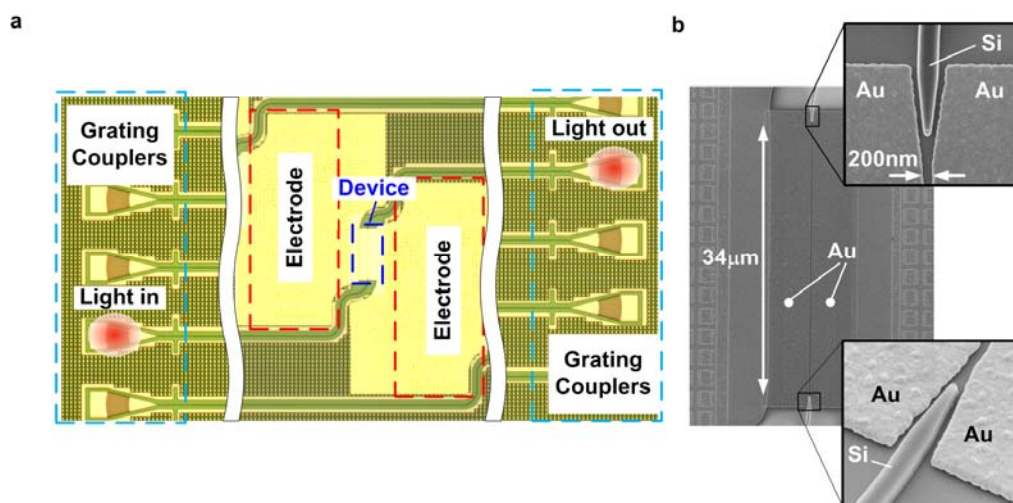 a
Grating
Couplers
Light in
Electrode
Device
Electrode
Light out
Grating
Couplers
b
Si
Au
Au
200nm
34μm
Au
Au
Au
Si